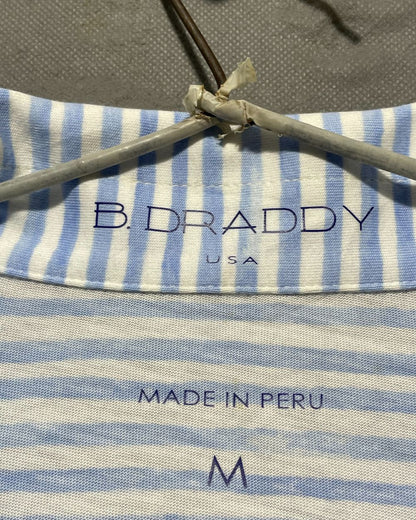 B. DRADDY
USA
MADE IN PERU
M